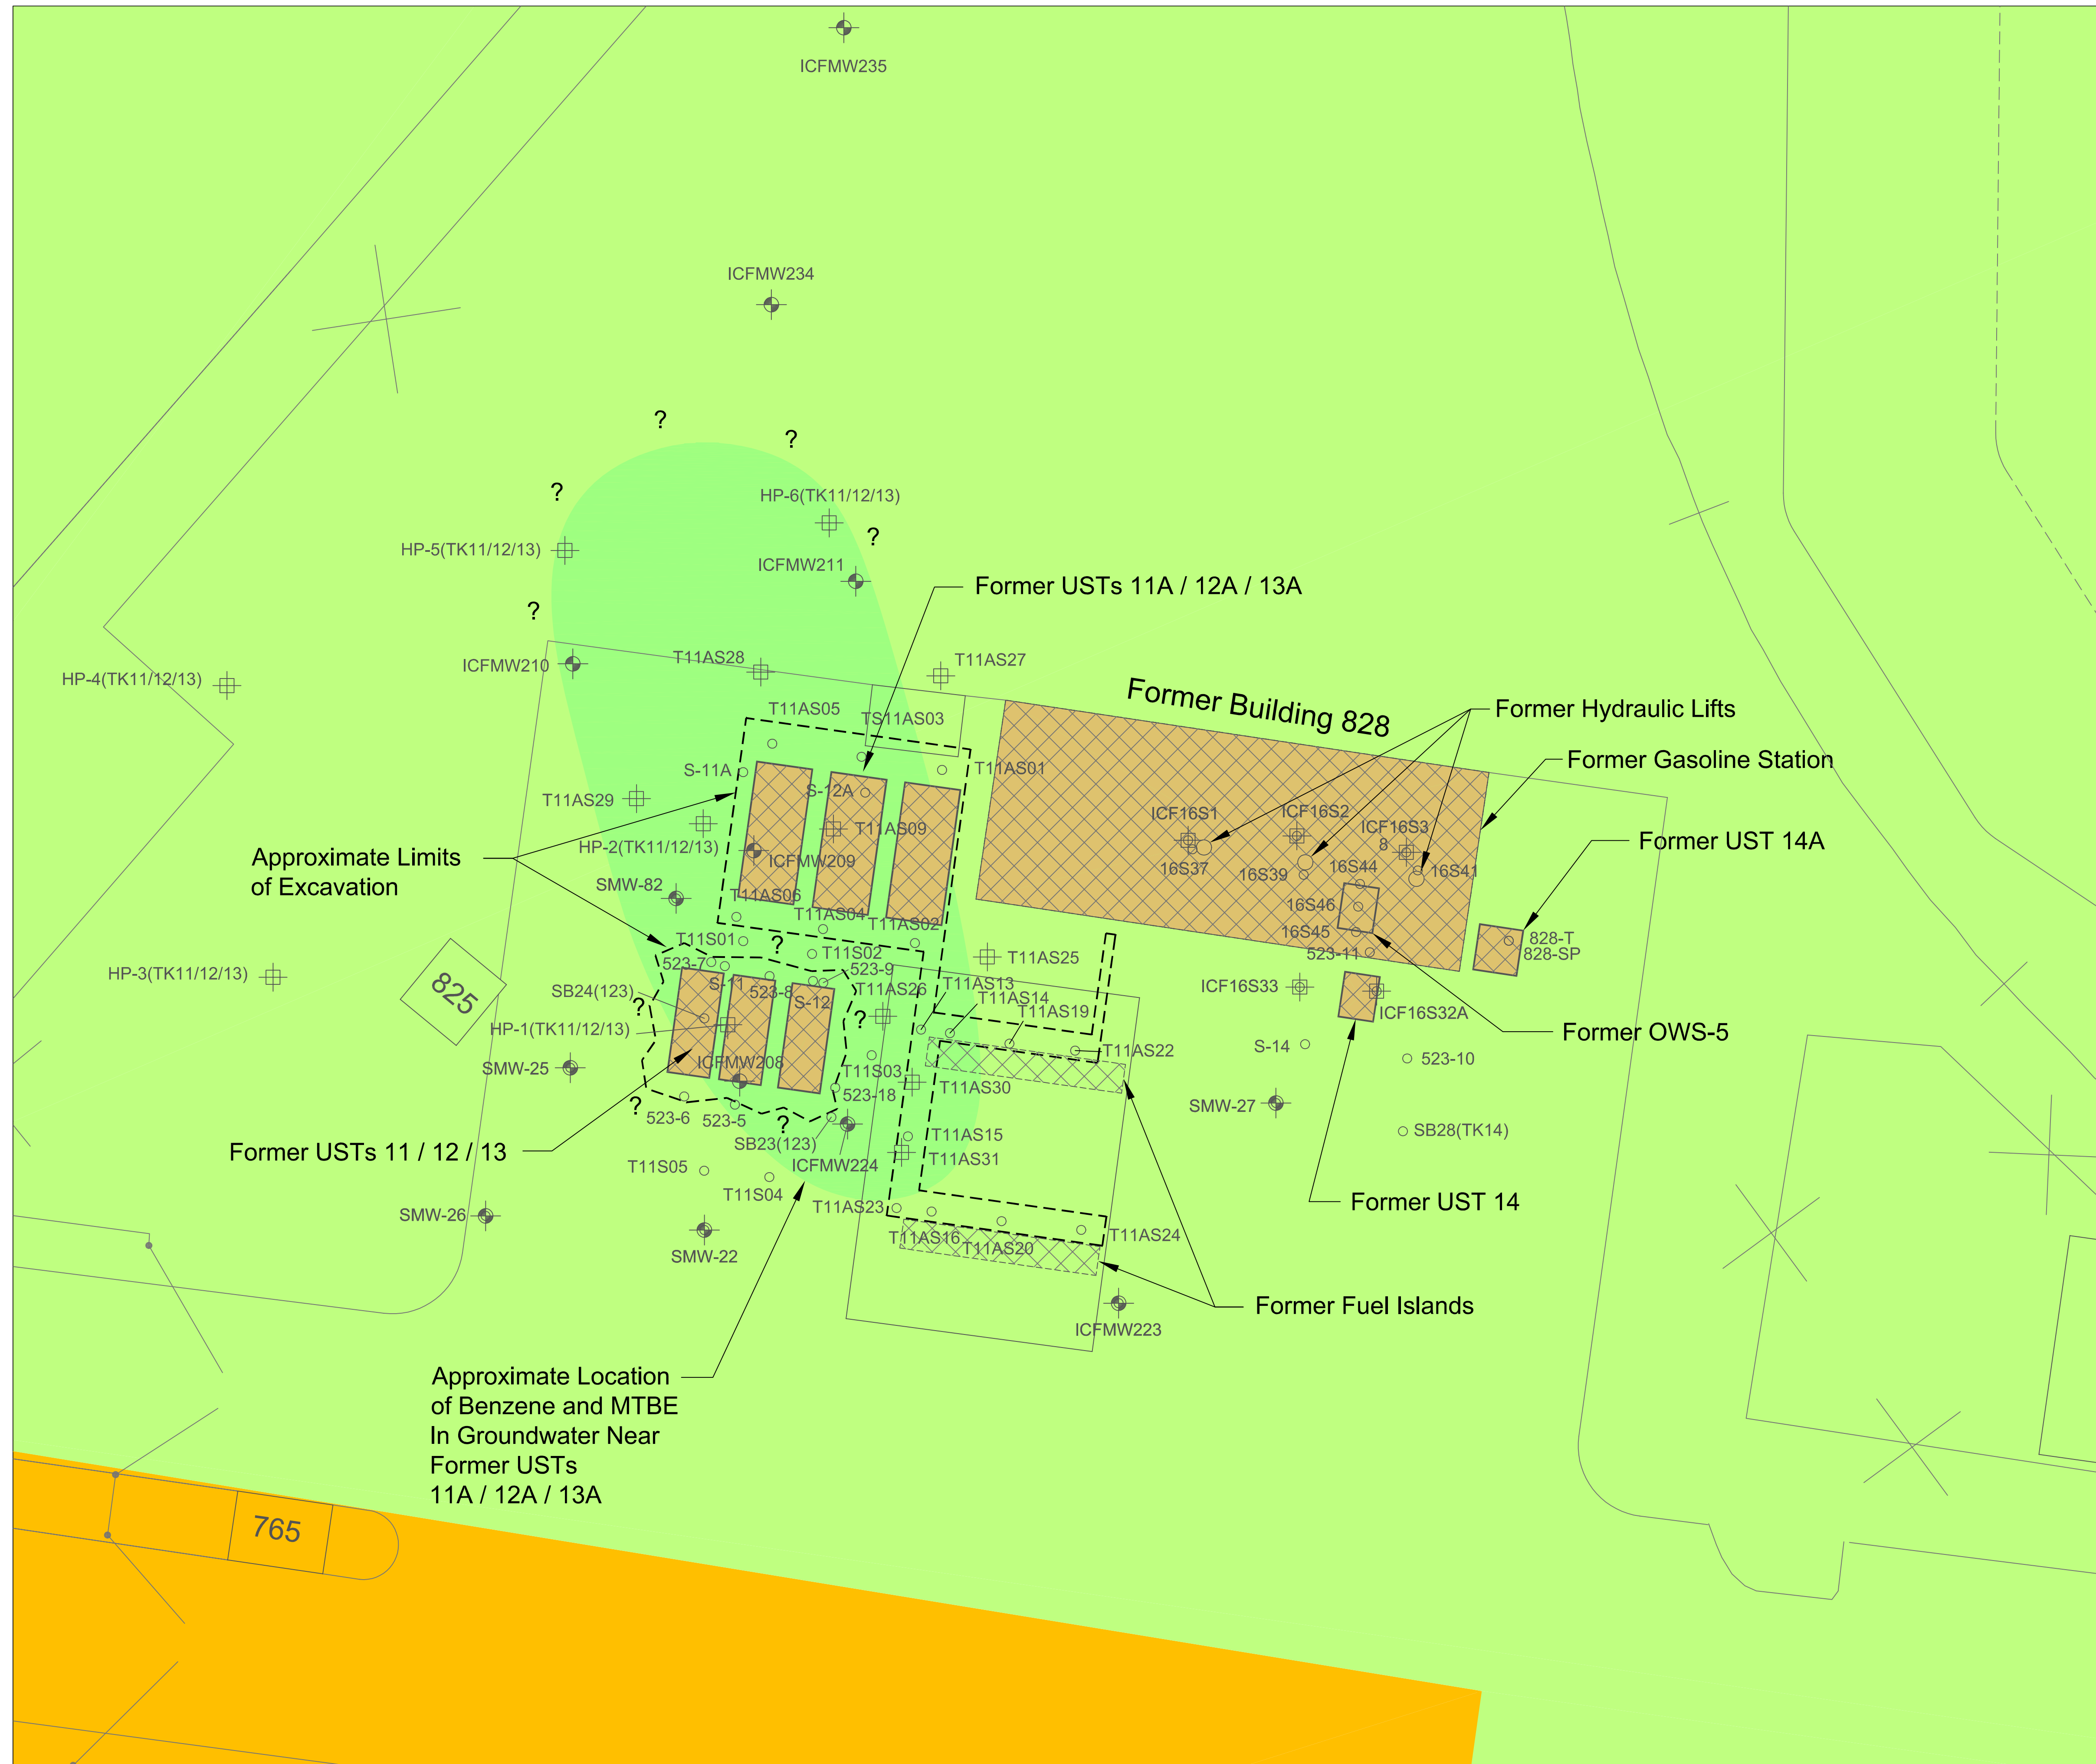 ICFMW235
ICFMW234
?
?
?
HP-6(TK11/12/13)
?
HP-5(TK11/12/13)
ICFMW211
Former USTs 11A / 12A / 13A
?
ICFMW210
T11AS28
T11AS27
HP-4(TK11/12/13)
Former Building 828
Former Hydraulic Lifts
T11AS05
TS11AS03
Former Gasoline Station
S-11A
T11AS01
S-12A
T11AS29
ICF16S1
ICF16S2
ICF16S3
8
T11AS09
HP-2(TK11/12/13)
ICFMW209
Former UST 14A
Approximate Limits
of Excavation
16S37
16S39
16S44
16S41
SMW-82
T11AS06
T11AS04
T11AS02
16S46
16S45
T11S01
?
T11S02
523-11
828-T
828-SP
T11AS25
523-7
523-9
HP-3(TK11/12/13)
825
SB24(123)
S-11
523-8
S-12
T11AS26
T11AS13
T11AS14
T11AS19
ICF16S33
ICF16S32A
?
?
HP-1(TK11/12/13)
Former OWS-5
S-14
523-10
T11AS22
SMW-25
ICFMW208
T11S03
T11AS30
523-18
?
523-6
523-5
?
SMW-27
SB28(TK14)
SB23(123)
T11AS15
T11AS31
Former USTs 11 / 12 / 13
ICFMW224
T11S05
T11S04
Former UST 14
T11AS23
SMW-26
T11AS16
T11AS20
T11AS24
SMW-22
Former Fuel Islands
ICFMW223
Approximate Location
of Benzene and MTBE
In Groundwater Near
Former USTs
11A / 12A / 13A
765